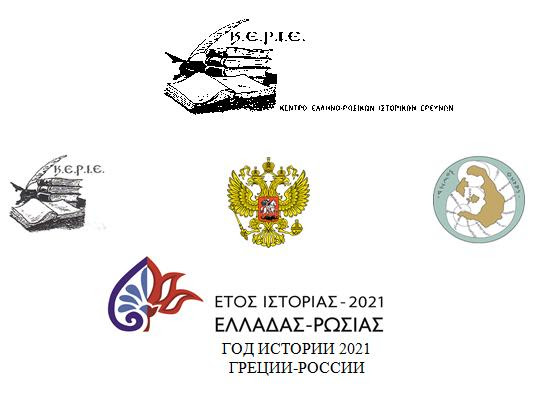 Κ.Ε.Ρ.Ι.Ε.
ΚΕΝΤΡΟ ΕΛΛΗΝΟ-ΡΩΣΙΚΩΝ ΙΣΤΟΡΙΚΩΝ ΕΡΕΥΝΩΝ
Κ.Ε.Ρ.Ι.Ε.
ΕΤΟΣ ΙΣΤΟΡΙΑΣ - 2021
ΕΛΛΑΔΑΣ-ΡΩΣΙΑΣ
ГОД ИСТОРИИ 2021
ГРЕЦИИ-РОССИИ